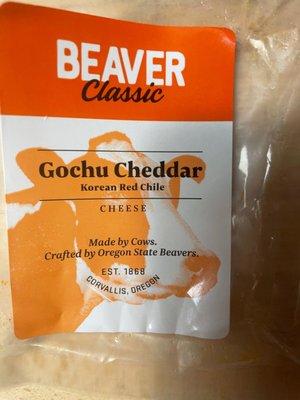 BEAVER
Classic
Gochu Cheddar
Korean Red Chile
CHEESE
Made by Cows.
Crafted by Oregon State Beavers.
EST. 1868
CORVALLIS, OREGON